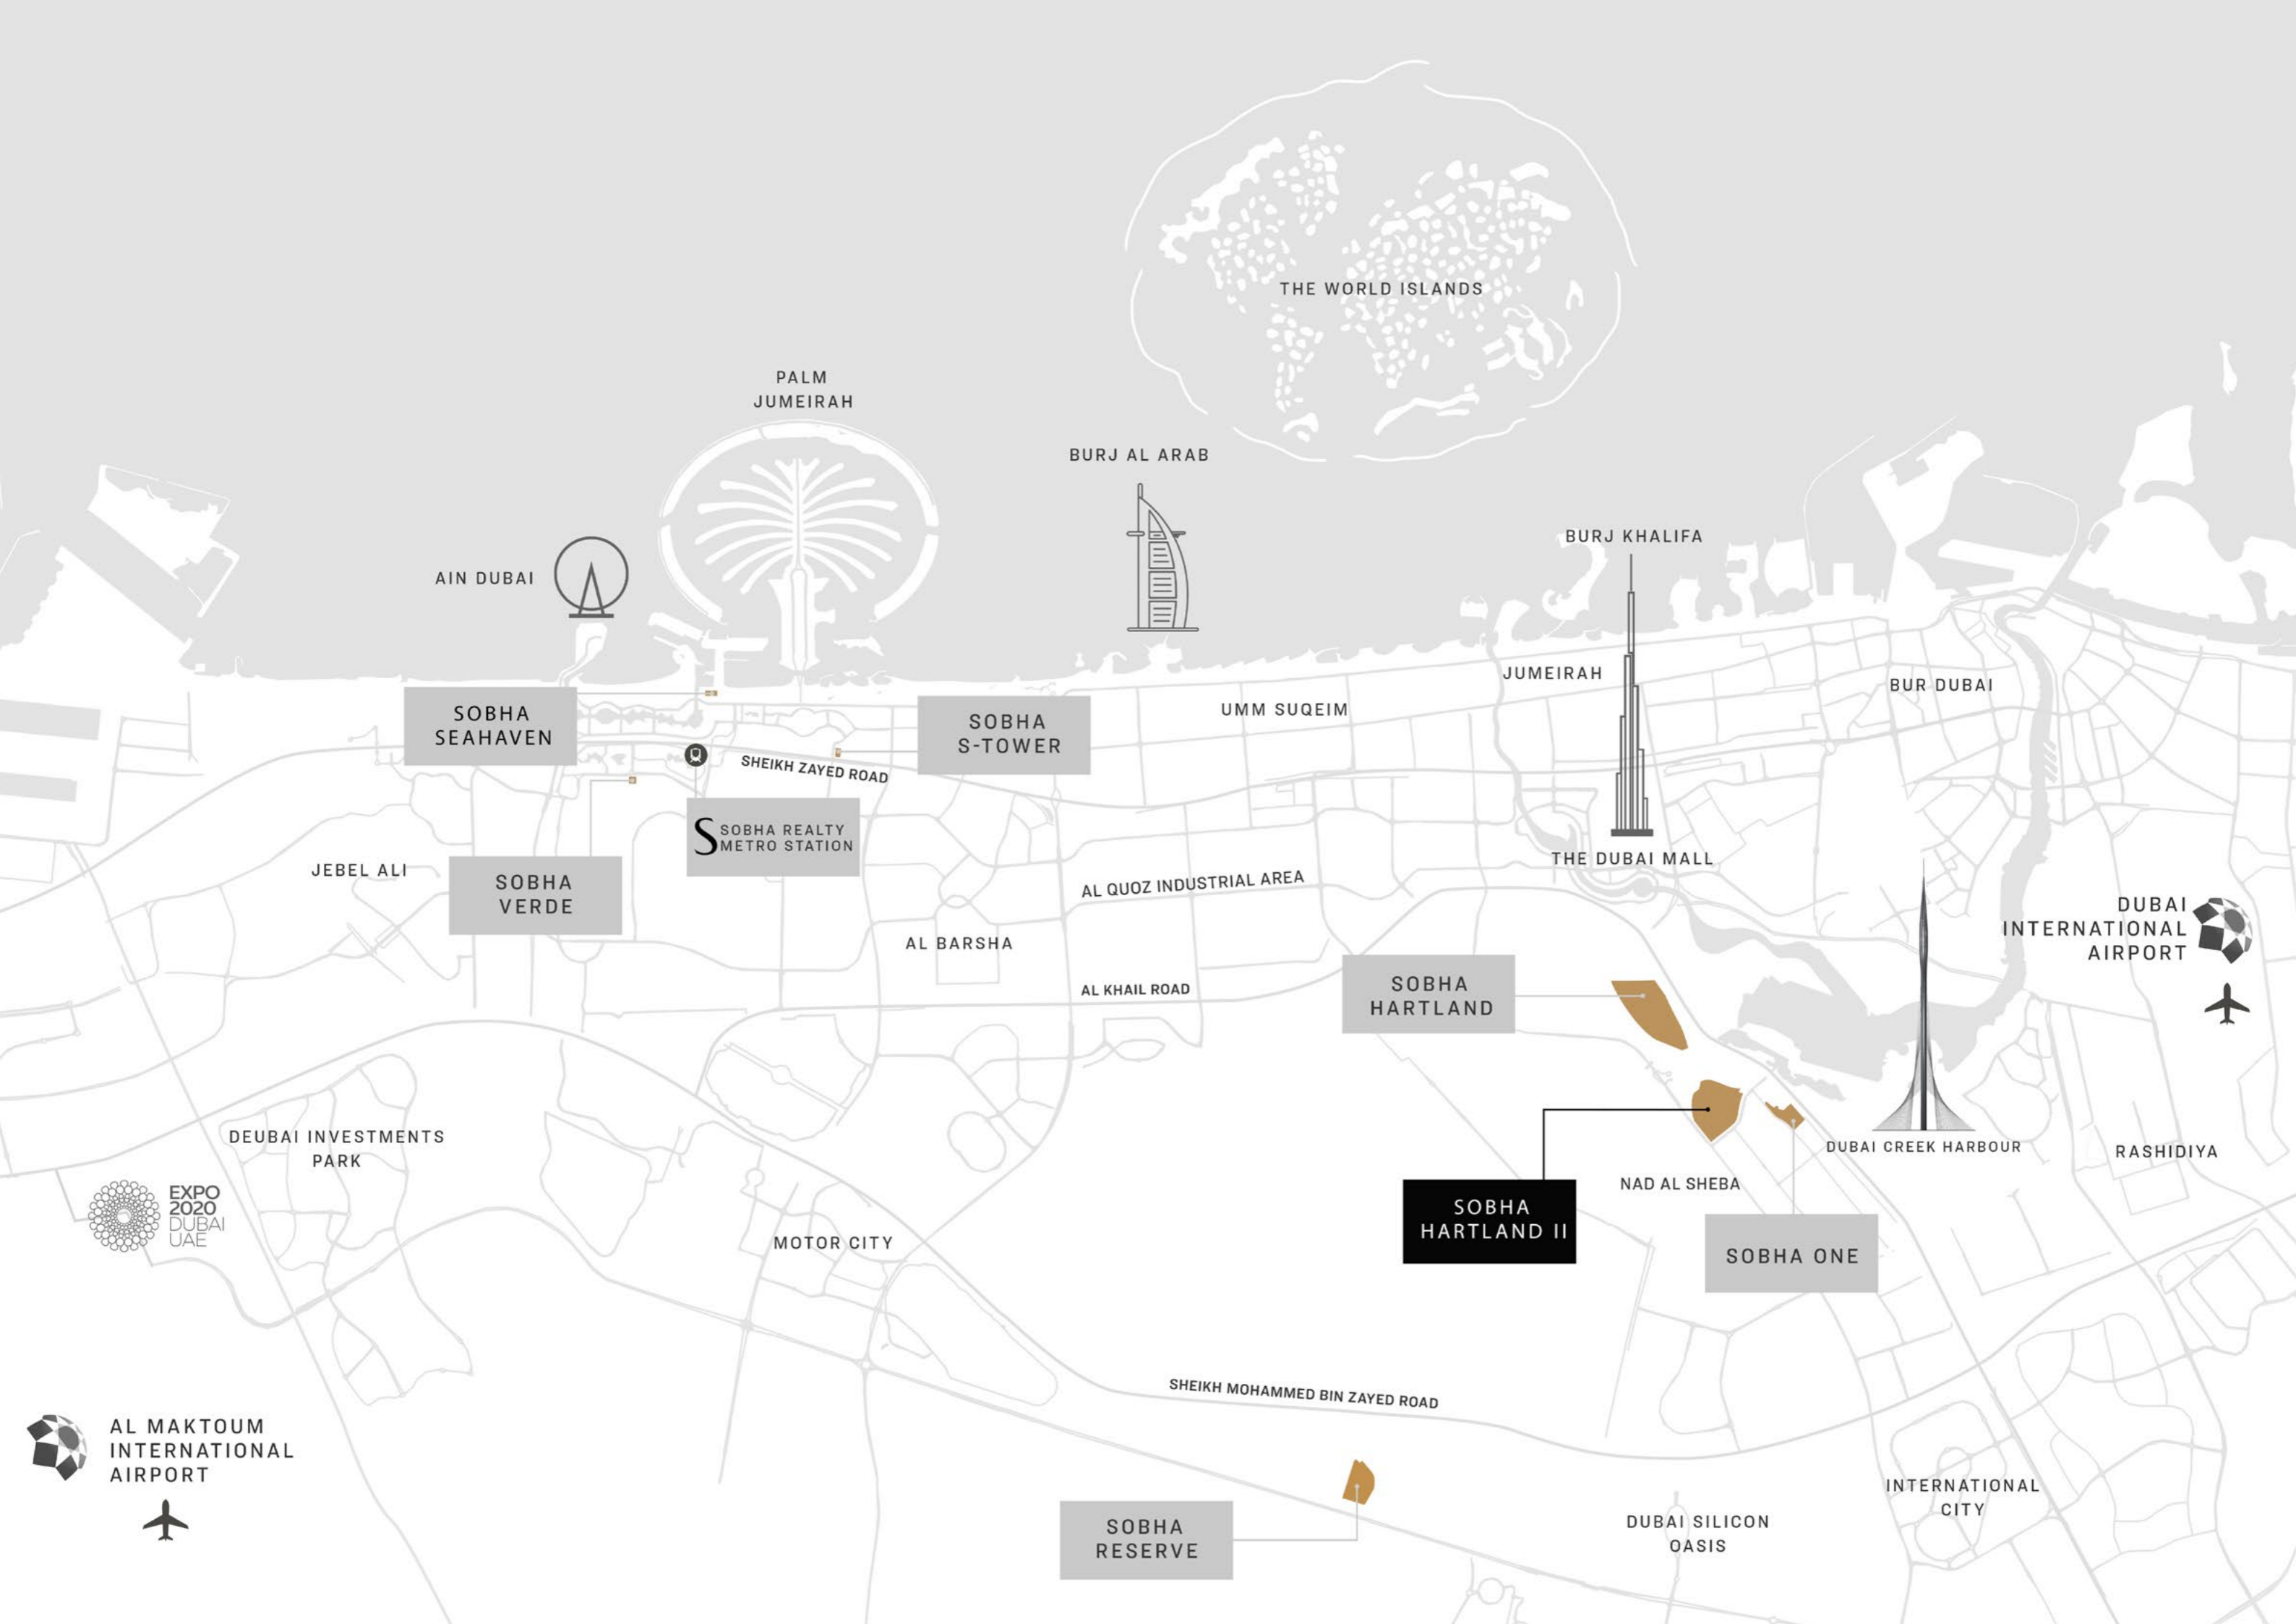 THE WORLD ISLANDS
PALM
JUMEIRAH
BURJ AL ARAB
BURJ KHALIFA
AIN DUBAI
JUMEIRAH
BUR DUBAI
UMM SUQEIM
SOBHA
SEAHAVEN
SOBHA
S-TOWER
SHEIKH ZAYED ROAD
S SOBHA REALTY
METRO STATION
THE DUBAI MALL
JEBEL ALI
SOBHA
VERDE
AL QUOZ INDUSTRIAL AREA
DUBAI
INTERNATIONAL
AIRPORT
AL BARSHA
AL KHAIL ROAD
SOBHA
HARTLAND
DEUBAI INVESTMENTS
PARK
DUBAI CREEK HARBOUR
RASHIDIYA
NAD AL SHEBA
EXPO
2020
DUBAI
UAE
SOBHA
HARTLAND II
MOTOR CITY
SOBHA ONE
SHEIKH MOHAMMED BIN ZAYED ROAD
AL MAKTOUM
INTERNATIONAL
AIRPORT
INTERNATIONAL
CITY
SOBHA
RESERVE
DUBAI SILICON
OASIS